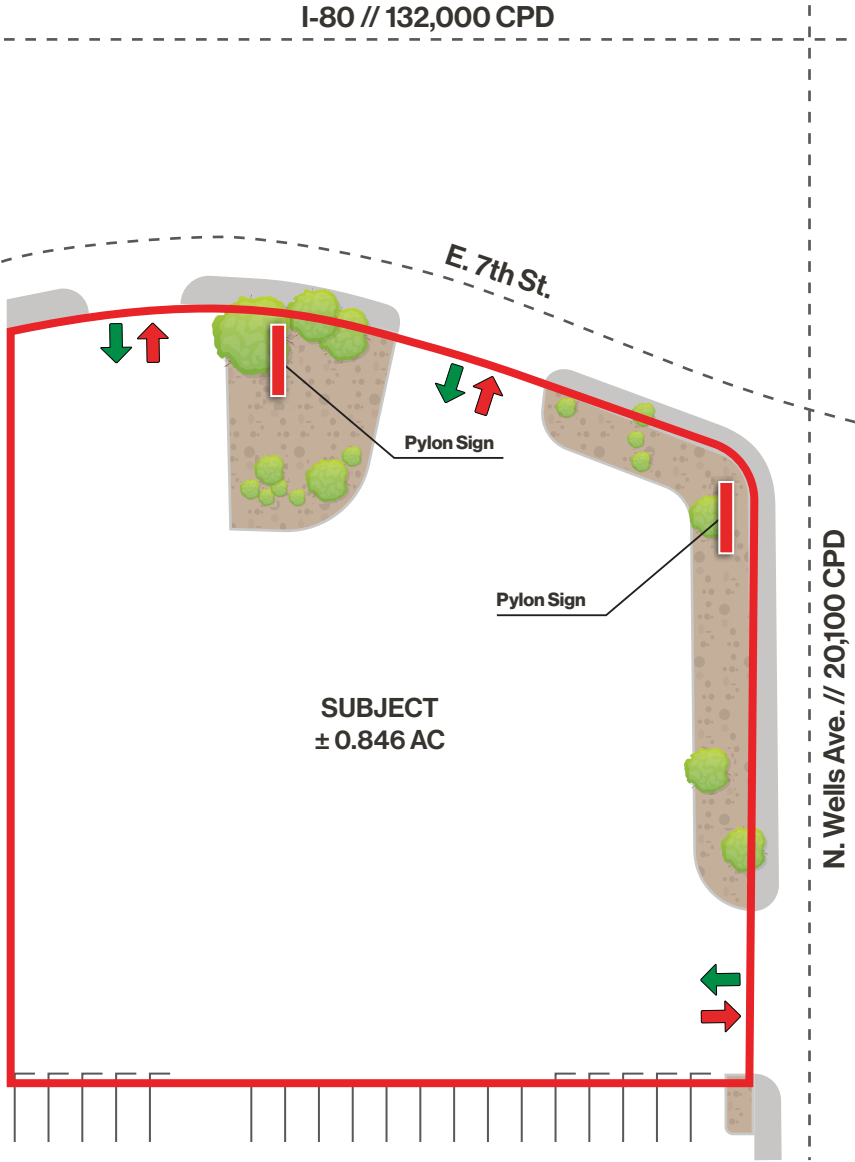 I-80 // 132,000 CPD
E. 7th St.
Pylon Sign
Pylon Sign
SUBJECT
± 0.846 AC
N. Wells Ave. // 20,100 CPD